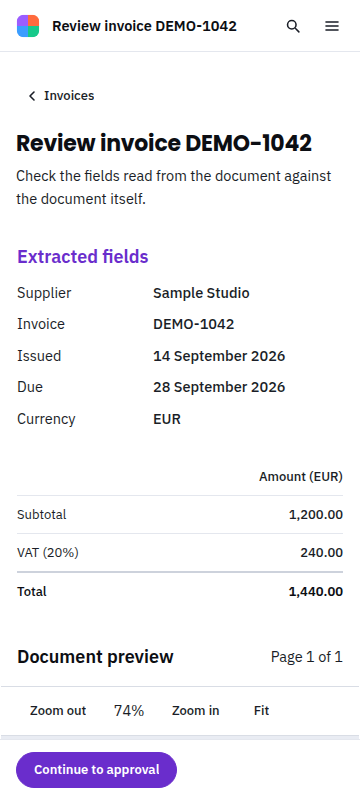 Review invoice DEMO-1042
Invoices
Review invoice DEMO-1042
Check the fields read from the document against
the document itself.
Extracted fields
Supplier Sample Studio
Invoice DEMO-1042
Issued 14 September 2026
Due 28 September 2026
Currency EUR
Amount (EUR)
Subtotal 1,200.00
VAT (20%) 240.00
Total 1,440.00
Document preview Page 1 of 1
Zoom out 74% Zoom in Fit
Continue to approval